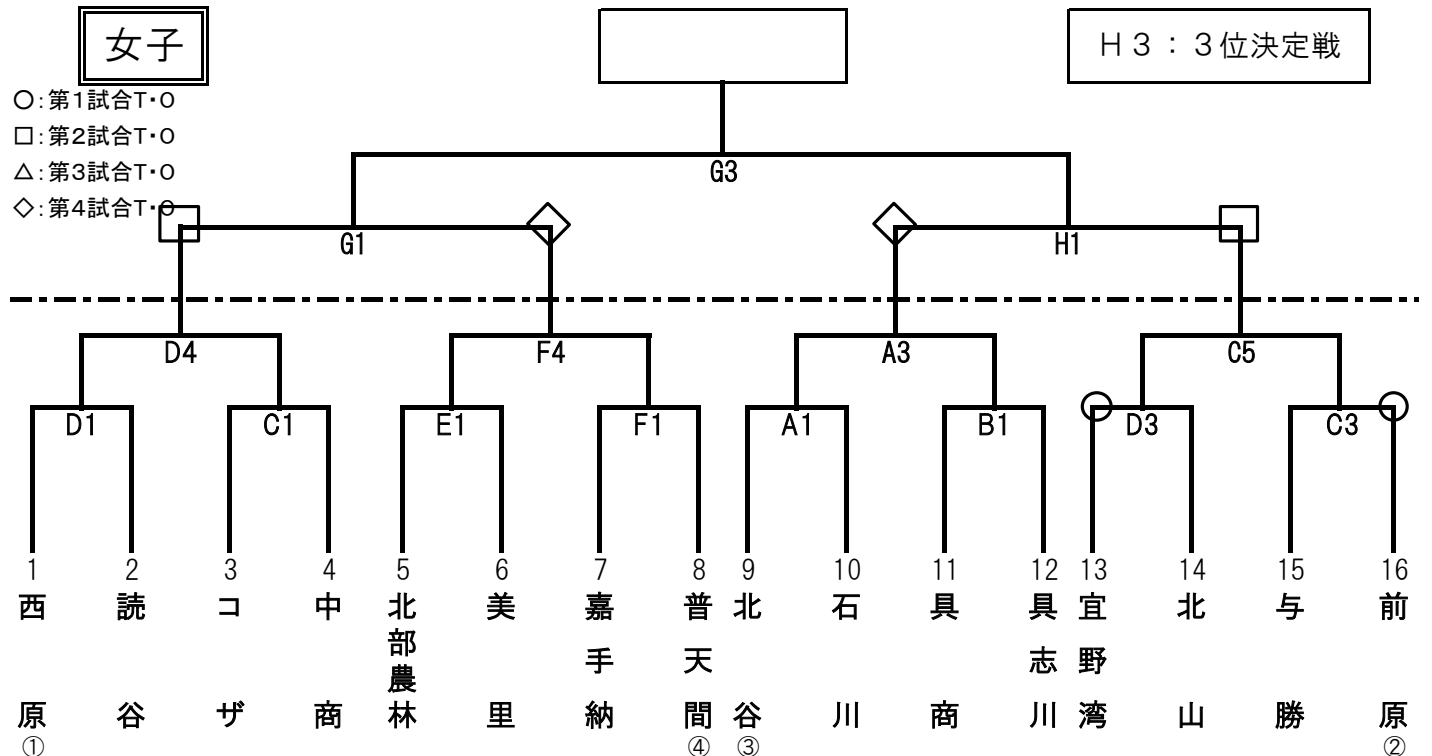 女子
H3:3位決定戦
○:第1試合T・O
□:第2試合T・O
△:第3試合T・O
◇:第4試合T・O
G3
G1
H1
D4
F4
A3
C5
D1
C1
E1
F1
A1
B1
D3
C3
1
2
3
4
5
6
7
8
9
10
11
12
13
14
15
16
西原
読谷
コザ
中商
北部農林
美里
嘉手納
普天間
北谷
石川
具商
具志川
宜野湾
北山
与勝
前原
①
④
③
②